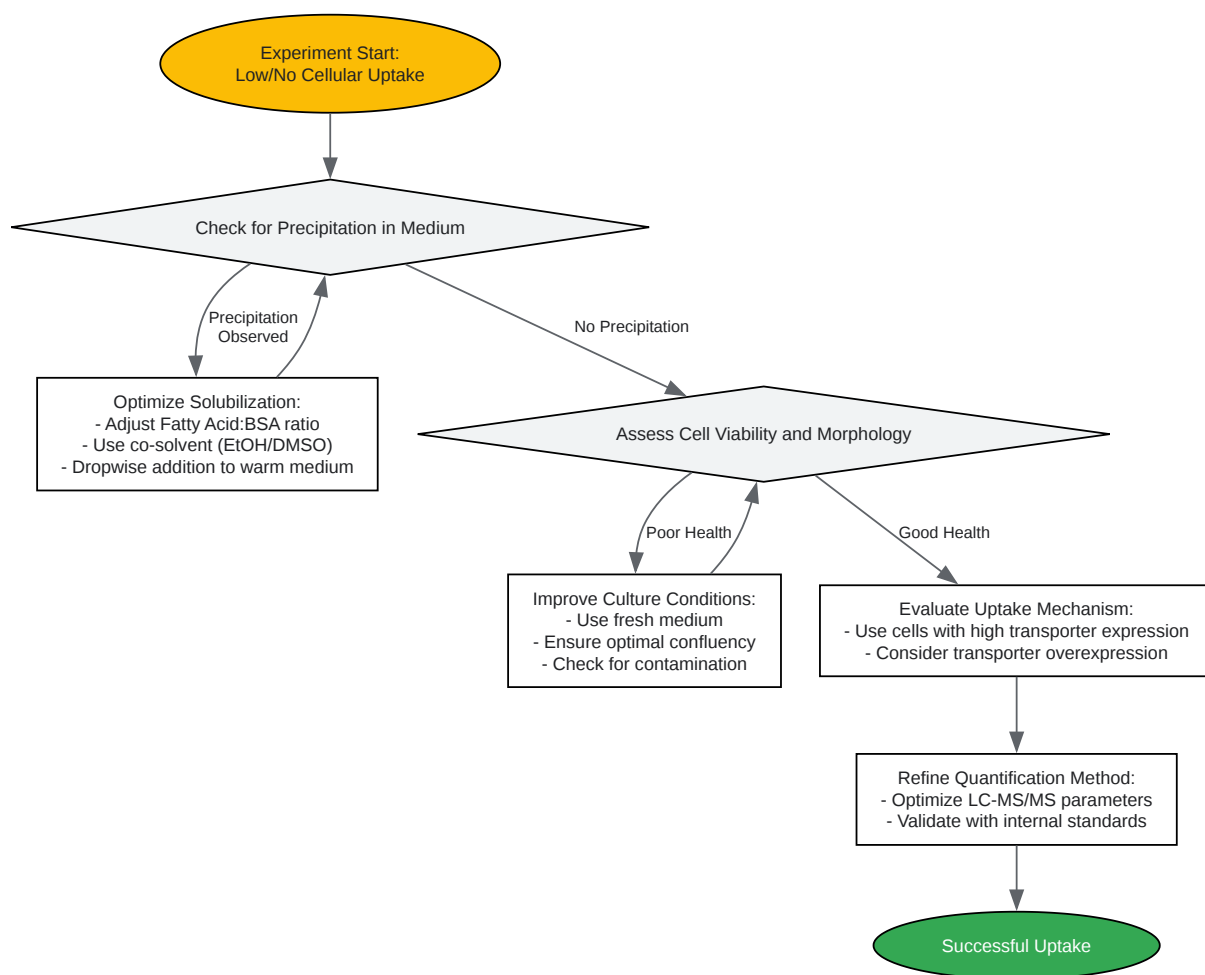 Experiment Start:
Low/No Cellular Uptake
Check for Precipitation in Medium
Precipitation
Observed
No Precipitation
Optimize Solubilization:
- Adjust Fatty Acid:BSA ratio
- Use co-solvent (EtOH/DMSO)
- Dropwise addition to warm medium
Assess Cell Viability and Morphology
Poor Health
Good Health
Improve Culture Conditions:
- Use fresh medium
- Ensure optimal confluency
- Check for contamination
Evaluate Uptake Mechanism:
- Use cells with high transporter expression
- Consider transporter overexpression
Refine Quantification Method:
- Optimize LC-MS/MS parameters
- Validate with internal standards
Successful Uptake